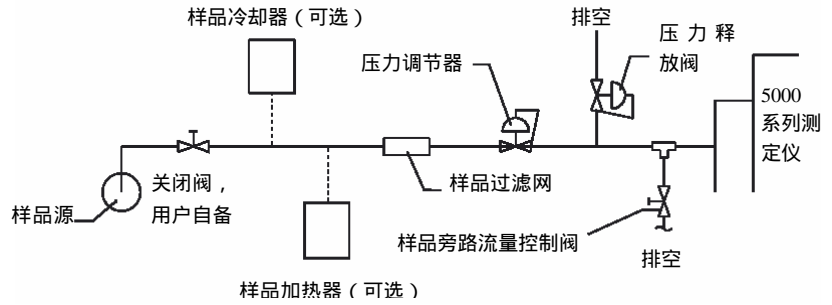 样品冷却器（可选）
排空
压力释
放阀
压力调节器
5000
系列测
定仪
关闭阀，
用户自备
样品源
样品过滤网
样品旁路流量控制阀
排空
样品加热器（可选）